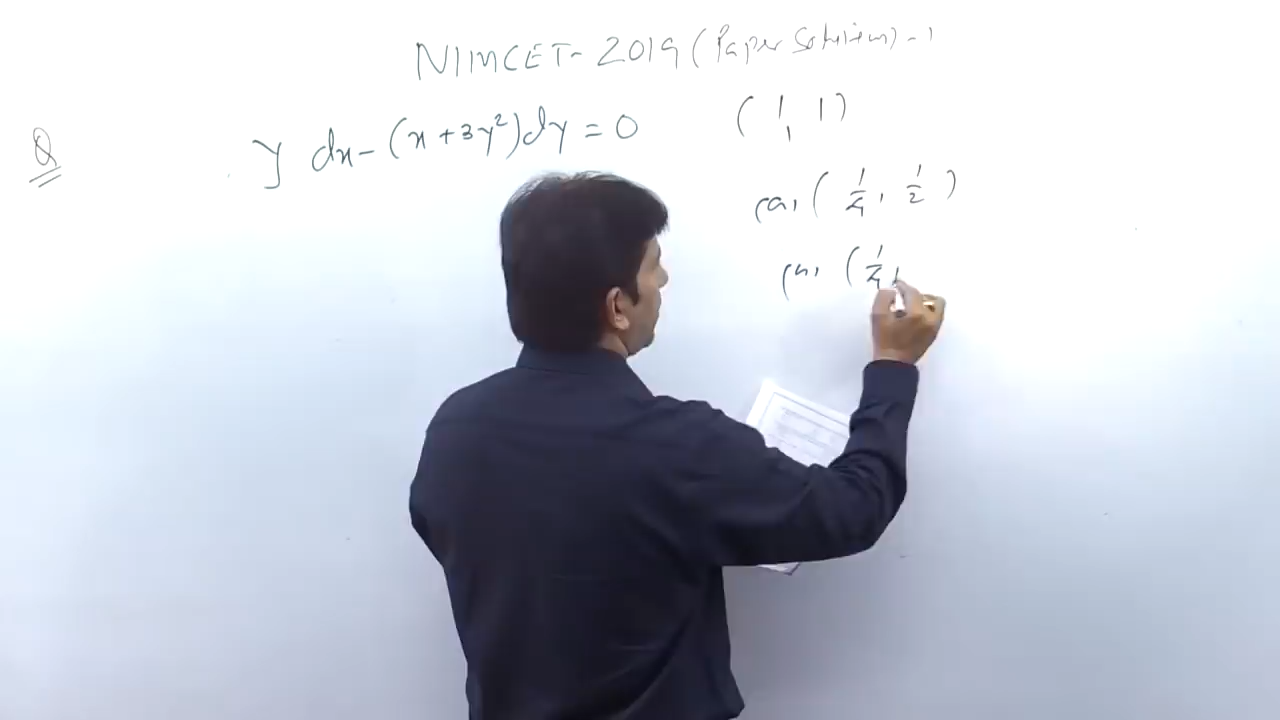 NIMCET- 2019 (Paper Solution) - 1
Q
y dx - (x + 3y²) dy = 0
(1, 1)
(a) (1/4, 1/2)
(1/4,